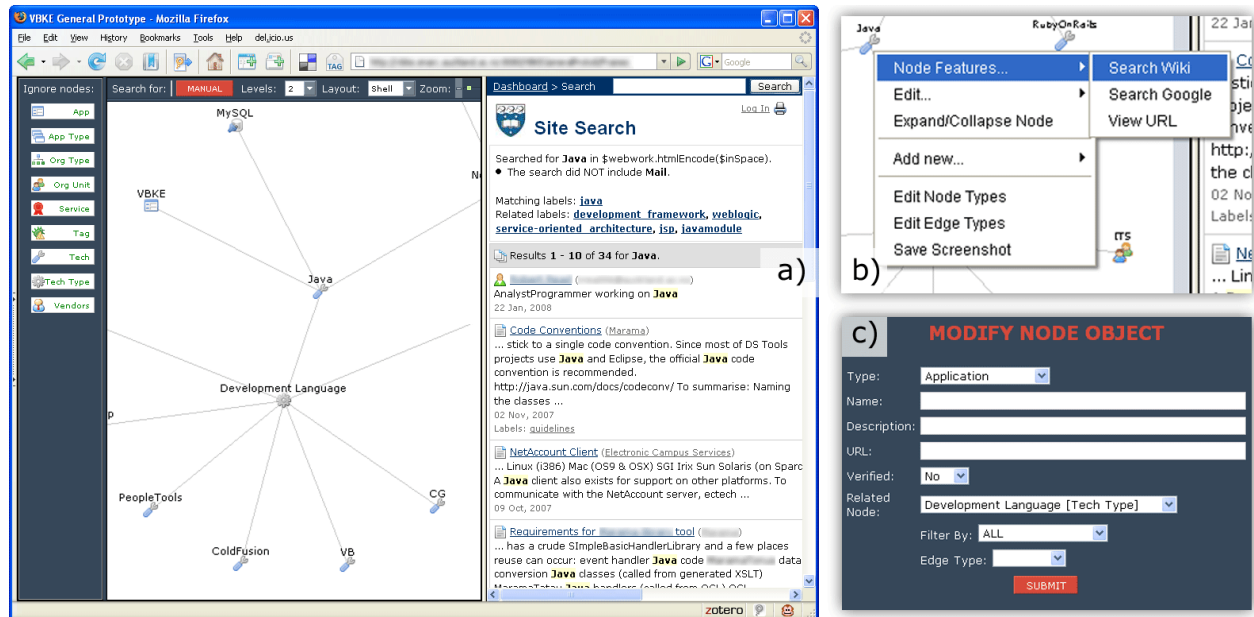 VBKE General Prototype - Mozilla Firefox
File Edit View History Bookmarks Tools Help del.icio.us
TAG
G Google
Ignore nodes:
App
App Type
Org Type
Org Unit
Service
Tag
Tech
Tech Type
Vendors
Search for: MANUAL Levels: 2 Layout: Shell Zoom:
MySQL
VBKE
Java
Development Language
PeopleTools
ColdFusion
VB
CG
Dashboard > Search
Search
Log In
Site Search
Searched for Java in $webwork.htmlEncode($inSpace).
• The search did NOT include Mail.
Matching labels: java
Related labels: development_framework, weblogic,
service-oriented_architecture, jsp, javamodule
Results 1 - 10 of 34 for Java.
AnalystProgrammer working on Java
22 Jan, 2008
Code Conventions (Marama)
... stick to a single code convention. Since most of DS Tools
projects use Java and Eclipse, the official Java code
convention is recommended.
http://java.sun.com/docs/codeconv/ To summarise: Naming
the classes ...
02 Nov, 2007
Labels: guidelines
NetAccount Client (Electronic Campus Services)
... Linux (i386) Mac (OS9 & OSX) SGI Irix Sun Solaris (on Sparc
A Java client also exists for support on other platforms. To
communicate with the NetAccount server, ectech ...
09 Oct, 2007
Requirements for tool
... has a crude SImpleBasicHandlerLibrary and a few places
reuse can occur: event handler Java code data
conversion Java classes (called from generated XSLT)
MaramaTatau Java handlers (called from OCL) OCL
zotero
a)
Java
RubyOnRails
Node Features...
Edit...
Expand/Collapse Node
Add new...
Edit Node Types
Edit Edge Types
Save Screenshot
Search Wiki
Search Google
View URL
ITS
22 Jan
Co
http:/
the cl
02 No
Labels
Ne
... Lin
b)
c)
MODIFY NODE OBJECT
Type: Application
Name:
Description:
URL:
Verified: No
Related
Node: Development Language [Tech Type]
Filter By: ALL
Edge Type:
SUBMIT